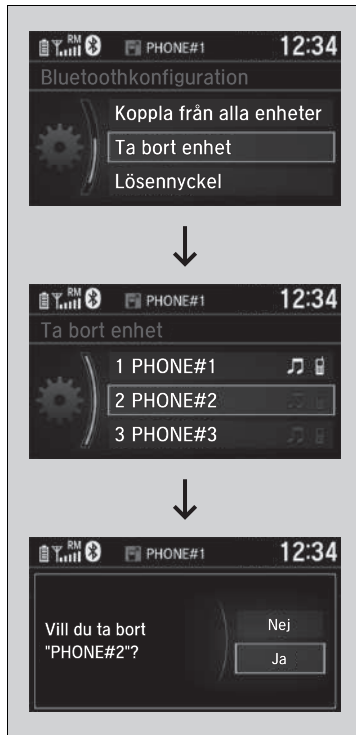 RM PHONE#1 12:34
Bluetoothkonfiguration
Koppla från alla enheter
Ta bort enhet
Lösennyckel
RM PHONE#1 12:34
Ta bort enhet
1 PHONE#1
2 PHONE#2
3 PHONE#3
RM PHONE#1 12:34
Vill du ta bort
"PHONE#2"?
Nej
Ja